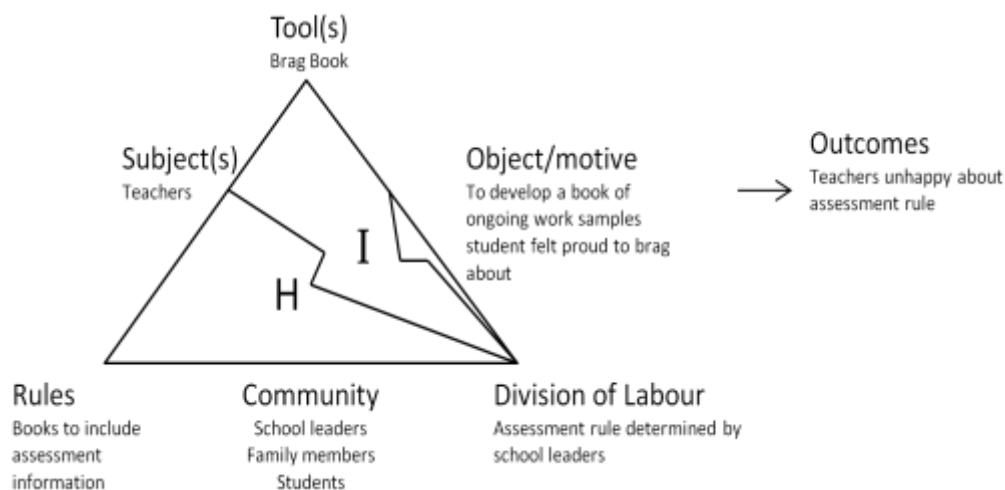 Tool(s)
Brag Book
Subject(s)
Teachers
Object/motive
To develop a book of
ongoing work samples
student felt proud to brag
about
Outcomes
Teachers unhappy about
assessment rule
I
H
Rules
Books to include
assessment
information
Community
School leaders
Family members
Students
Division of Labour
Assessment rule determined by
school leaders